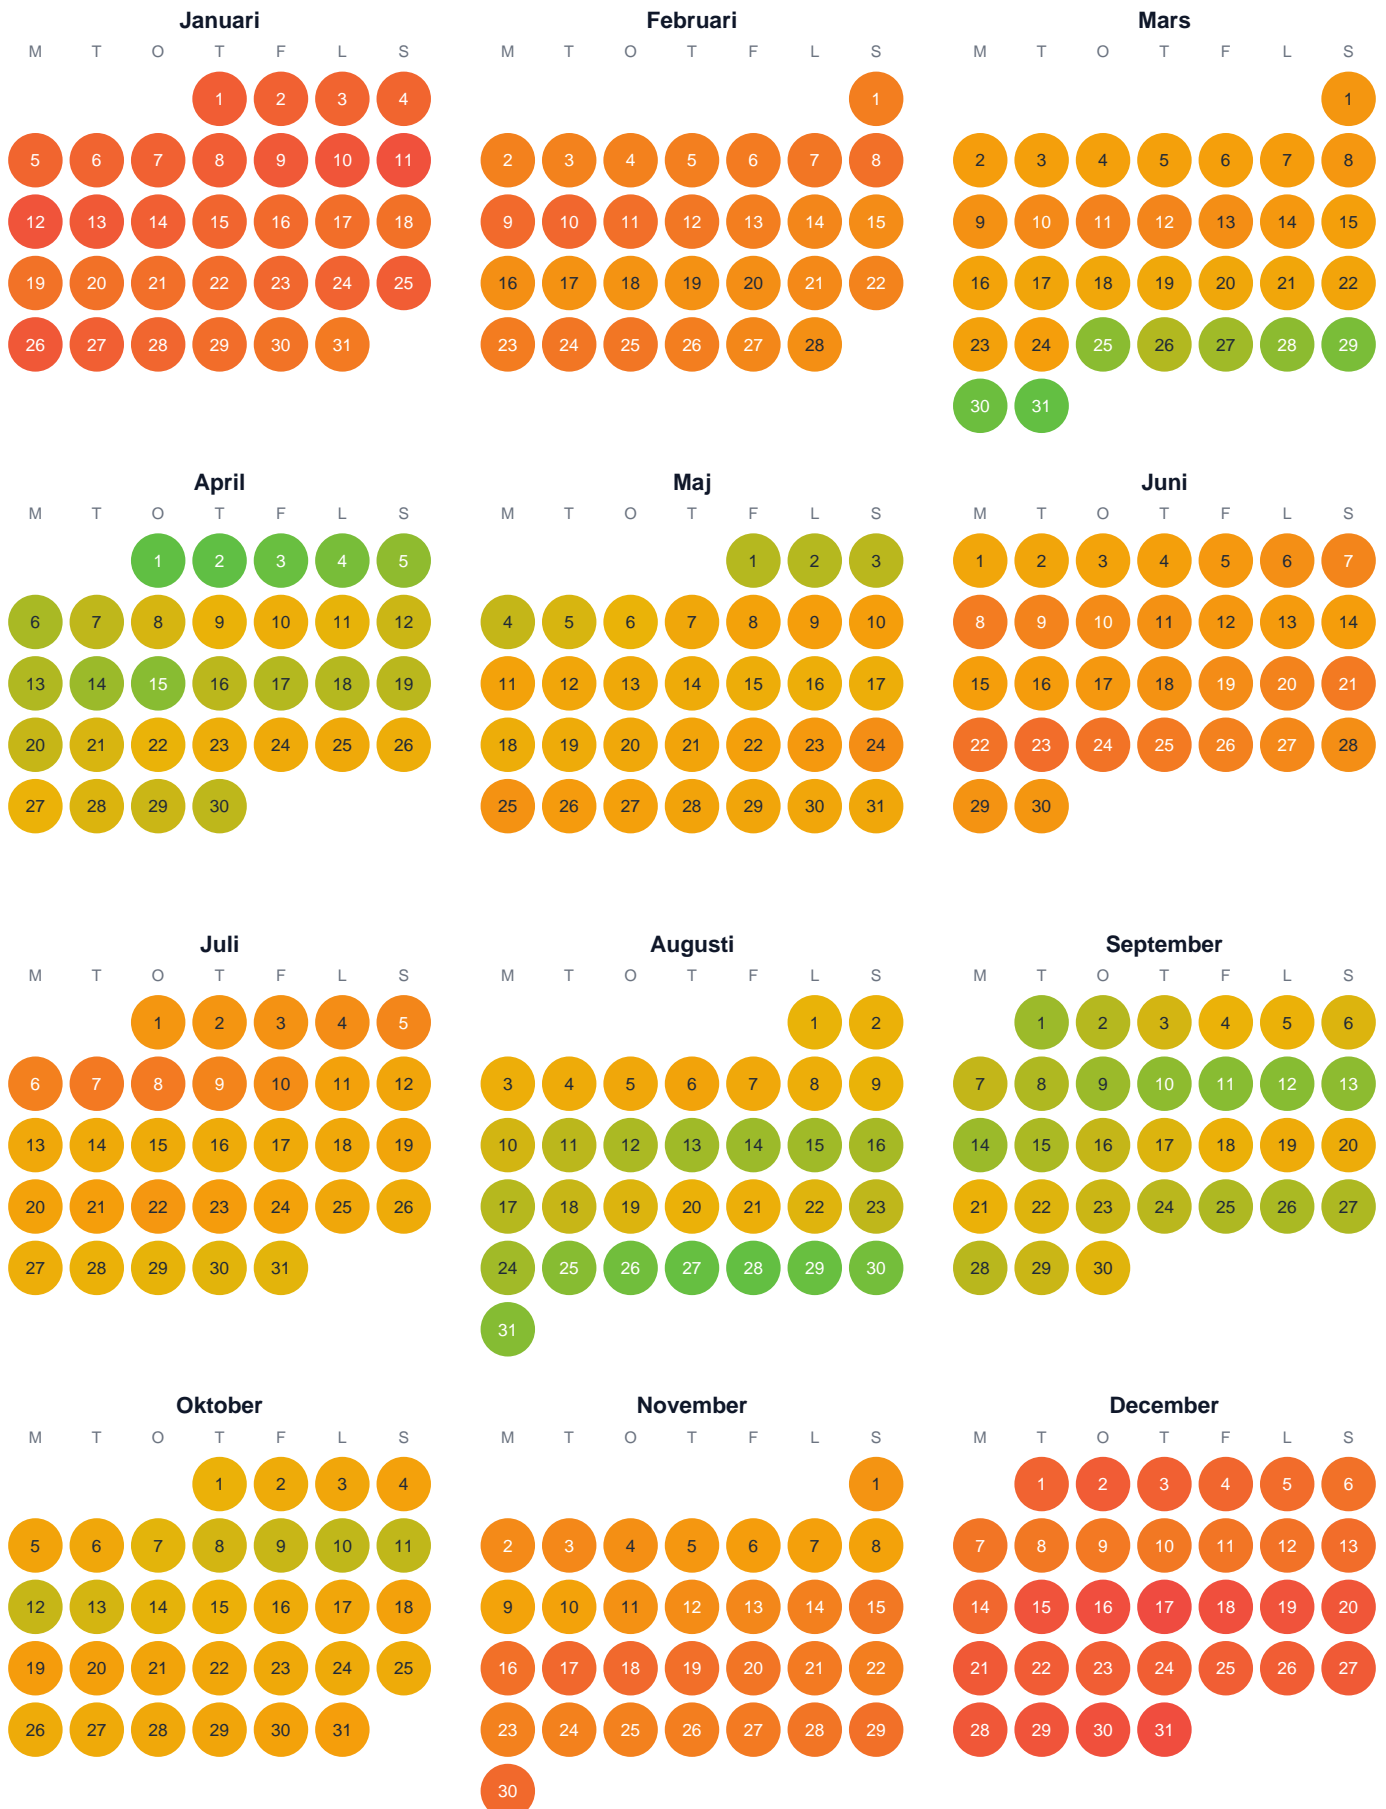 Januari
M T O T F L S
1 2 3 4
5 6 7 8 9 10 11
12 13 14 15 16 17 18
19 20 21 22 23 24 25
26 27 28 29 30 31
Februari
M T O T F L S
1
2 3 4 5 6 7 8
9 10 11 12 13 14 15
16 17 18 19 20 21 22
23 24 25 26 27 28
Mars
M T O T F L S
1
2 3 4 5 6 7 8
9 10 11 12 13 14 15
16 17 18 19 20 21 22
23 24 25 26 27 28 29
30 31
April
M T O T F L S
1 2 3 4 5
6 7 8 9 10 11 12
13 14 15 16 17 18 19
20 21 22 23 24 25 26
27 28 29 30
Maj
M T O T F L S
1 2 3
4 5 6 7 8 9 10
11 12 13 14 15 16 17
18 19 20 21 22 23 24
25 26 27 28 29 30 31
Juni
M T O T F L S
1 2 3 4 5 6 7
8 9 10 11 12 13 14
15 16 17 18 19 20 21
22 23 24 25 26 27 28
29 30
Juli
M T O T F L S
1 2 3 4 5
6 7 8 9 10 11 12
13 14 15 16 17 18 19
20 21 22 23 24 25 26
27 28 29 30 31
Augusti
M T O T F L S
1 2
3 4 5 6 7 8 9
10 11 12 13 14 15 16
17 18 19 20 21 22 23
24 25 26 27 28 29 30
31
September
M T O T F L S
1 2 3 4 5 6
7 8 9 10 11 12 13
14 15 16 17 18 19 20
21 22 23 24 25 26 27
28 29 30
Oktober
M T O T F L S
1 2 3 4
5 6 7 8 9 10 11
12 13 14 15 16 17 18
19 20 21 22 23 24 25
26 27 28 29 30 31
November
M T O T F L S
1
2 3 4 5 6 7 8
9 10 11 12 13 14 15
16 17 18 19 20 21 22
23 24 25 26 27 28 29
30
December
M T O T F L S
1 2 3 4 5 6
7 8 9 10 11 12 13
14 15 16 17 18 19 20
21 22 23 24 25 26 27
28 29 30 31